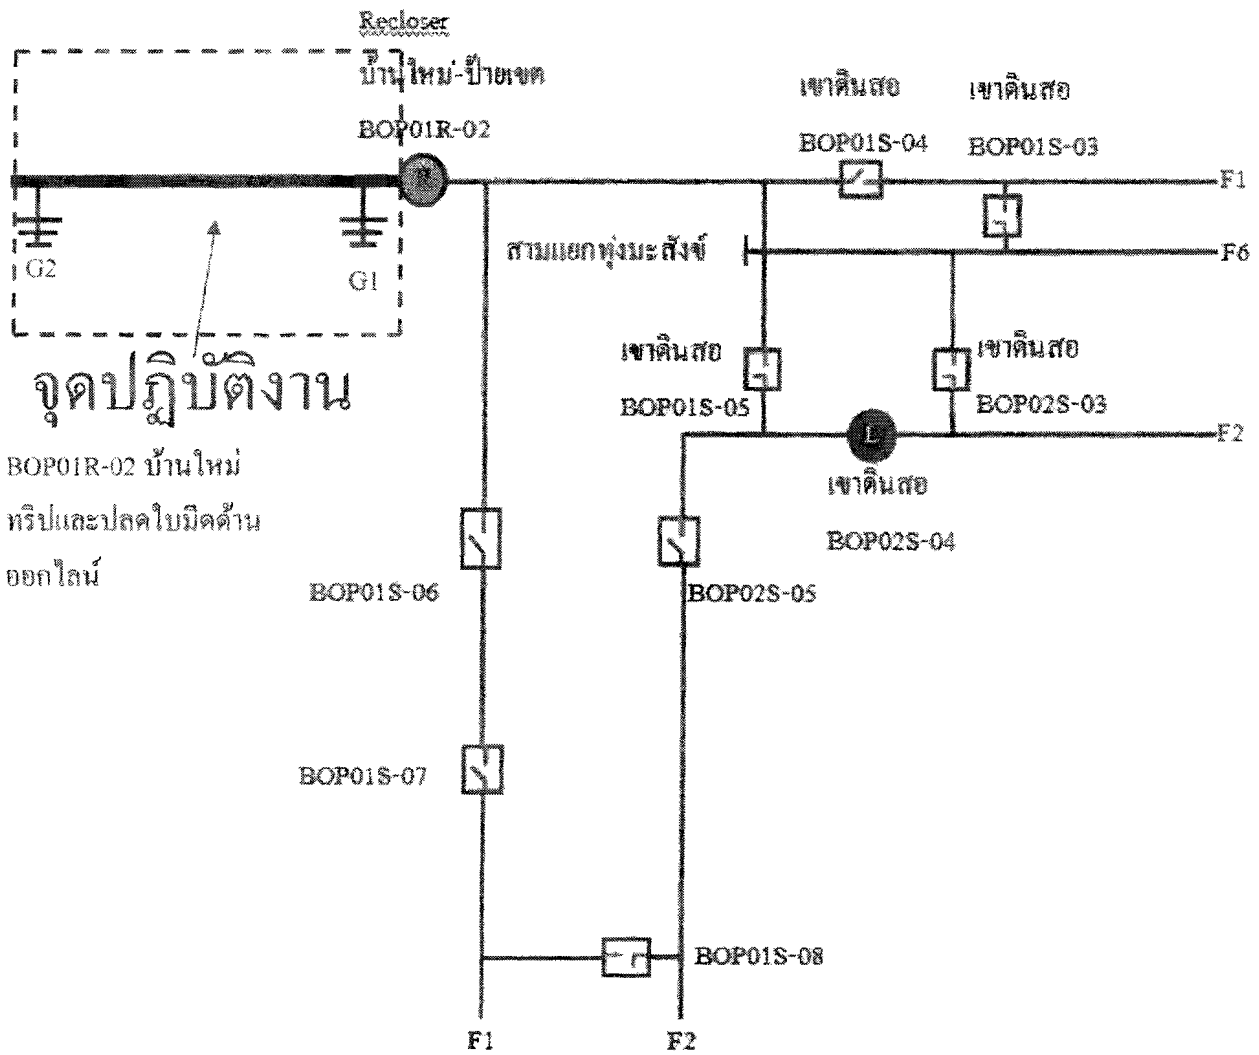 Recloser
บ้านใหม่-ป้ายเขต
BOP01R-02
เขาดินสอ
BOP01S-04
เขาดินสอ
BOP01S-03
R
F1
สามแยกทุ่งมะสังข์
F6
G2
G1
จุดปฏิบัติงาน
เขาดินสอ
BOP01S-05
เขาดินสอ
BOP02S-03
F2
BOP01R-02 บ้านใหม่
ทริปและปลดใบมีดด้าน
ออกไลน์
เขาดินสอ
BOP02S-04
BOP01S-06
BOP02S-05
BOP01S-07
BOP01S-08
F1
F2